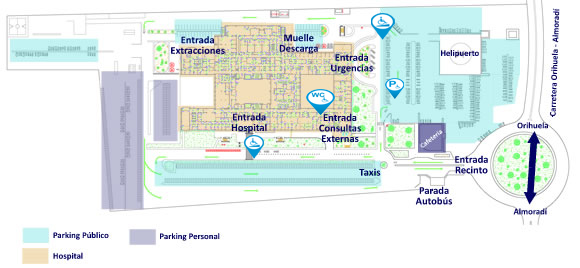 Entrada
Extracciones
Muelle
Descarga
Entrada
Urgencias
Helipuerto
Carretera Orihuela - Almoradí
P
WC
Entrada
Hospital
Entrada
Consultas
Externas
Cafetería
Orihuela
Taxis
Entrada
Recinto
Parada
Autobús
Almoradí
Parking Público
Parking Personal
Hospital